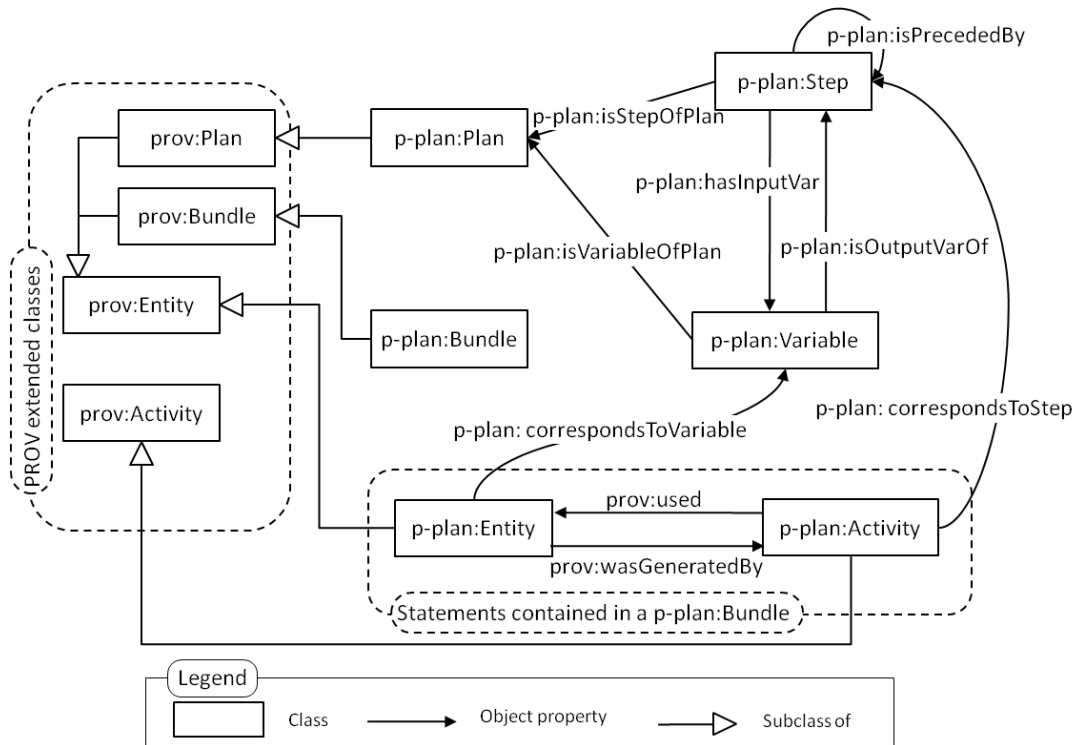 p-plan:isPrecededBy
p-plan:Step
p-plan:isStepOfPlan
prov:Plan
p-plan:Plan
p-plan:hasInputVar
prov:Bundle
p-plan:isVariableOfPlan
p-plan:isOutputVarOf
prov:Entity
p-plan:Bundle
p-plan:Variable
PROV extended classes
prov:Activity
p-plan: correspondsToStep
p-plan: correspondsToVariable
prov:used
p-plan:Entity
p-plan:Activity
prov:wasGeneratedBy
Statements contained in a p-plan:Bundle
Legend
Class
Object property
Subclass of